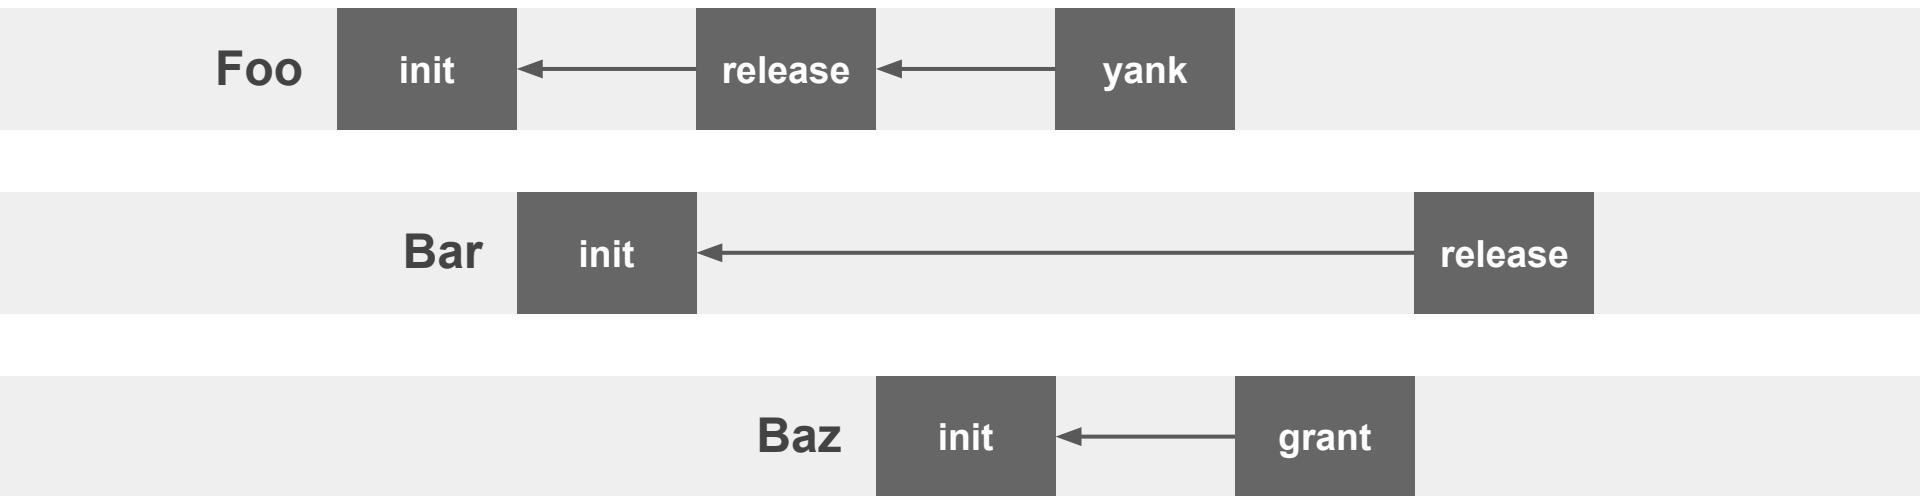 Foo init release yank
Bar init release
Baz init grant